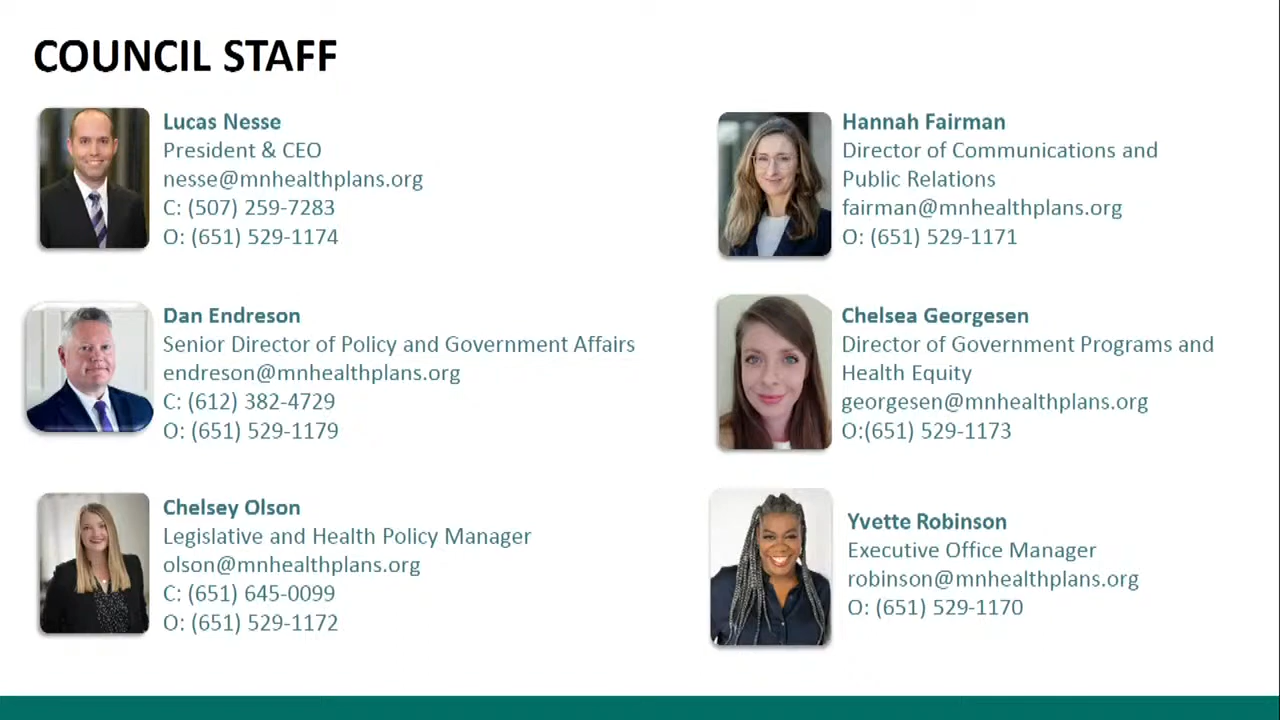 COUNCIL STAFF
Lucas Nesse
President & CEO
nesse@mnhealthplans.org
C: (507) 259-7283
O: (651) 529-1174
Dan Endreson
Senior Director of Policy and Government Affairs
endreson@mnhealthplans.org
C: (612) 382-4729
O: (651) 529-1179
Chelsey Olson
Legislative and Health Policy Manager
olson@mnhealthplans.org
C: (651) 645-0099
O: (651) 529-1172
Hannah Fairman
Director of Communications and
Public Relations
fairman@mnhealthplans.org
O: (651) 529-1171
Chelsea Georgesen
Director of Government Programs and
Health Equity
georgesen@mnhealthplans.org
O:(651) 529-1173
Yvette Robinson
Executive Office Manager
robinson@mnhealthplans.org
O: (651) 529-1170